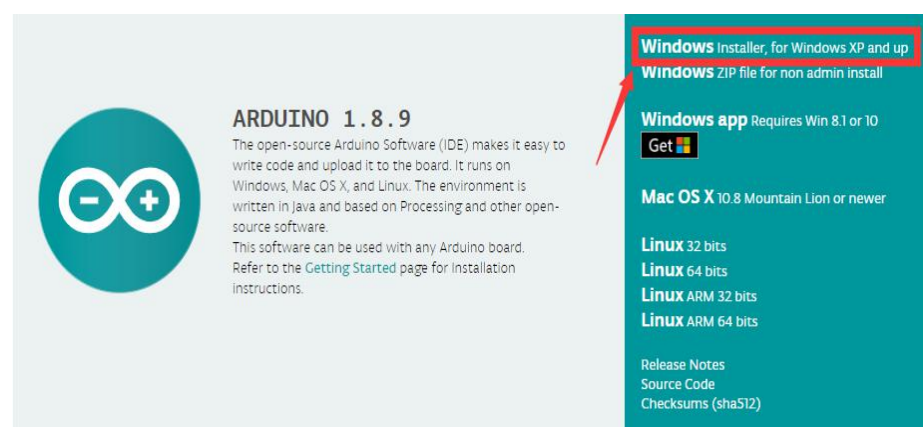 ARDUINO 1.8.9
The open-source Arduino Software (IDE) makes it easy to
write code and upload it to the board. It runs on
Windows, Mac OS X, and Linux. The environment is
written in Java and based on Processing and other open-
source software.
This software can be used with any Arduino board.
Refer to the Getting Started page for Installation
instructions.
Windows Installer, for Windows XP and up
Windows ZIP file for non admin install
Windows app Requires Win 8.1 or 10
Get
Mac OS X 10.8 Mountain Lion or newer
Linux 32 bits
Linux 64 bits
Linux ARM 32 bits
Linux ARM 64 bits
Release Notes
Source Code
Checksums (sha512)